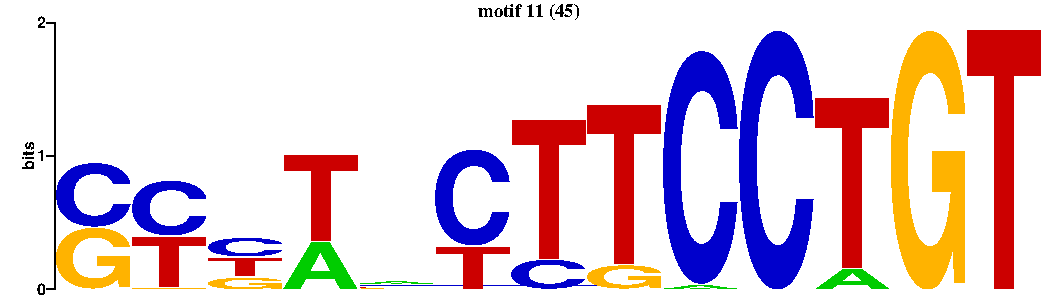 motif 11 (45)
2
bits
1
0
C C C T C T T C C T G T
G T T A T C G A A
G